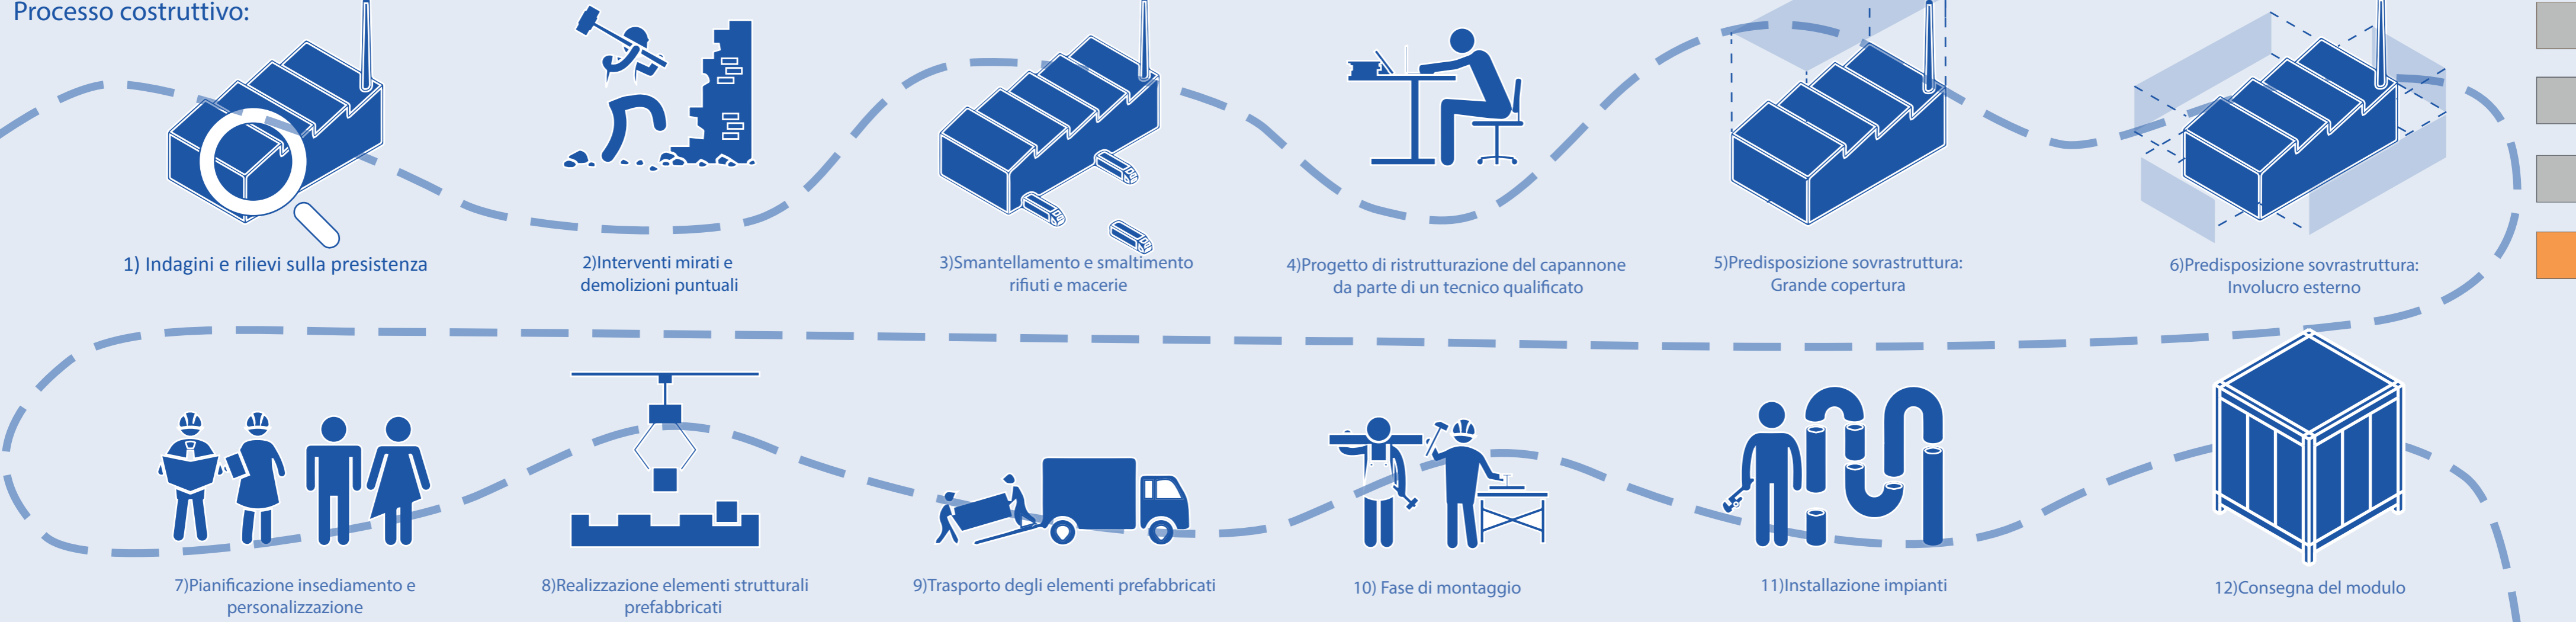 Processo costruttivo:
1) Indagini e rilievi sulla presistenza
2)Interventi mirati e
demolizioni puntuali
3)Smantellamento e smaltimento
rifiuti e macerie
4)Progetto di ristrutturazione del capannone
da parte di un tecnico qualificato
5)Predisposizione sovrastruttura:
Grande copertura
6)Predisposizione sovrastruttura:
Involucro esterno
7)Pianificazione insediamento e
personalizzazione
8)Realizzazione elementi strutturali
prefabbricati
9)Trasporto degli elementi prefabbricati
10) Fase di montaggio
11)Installazione impianti
12)Consegna del modulo